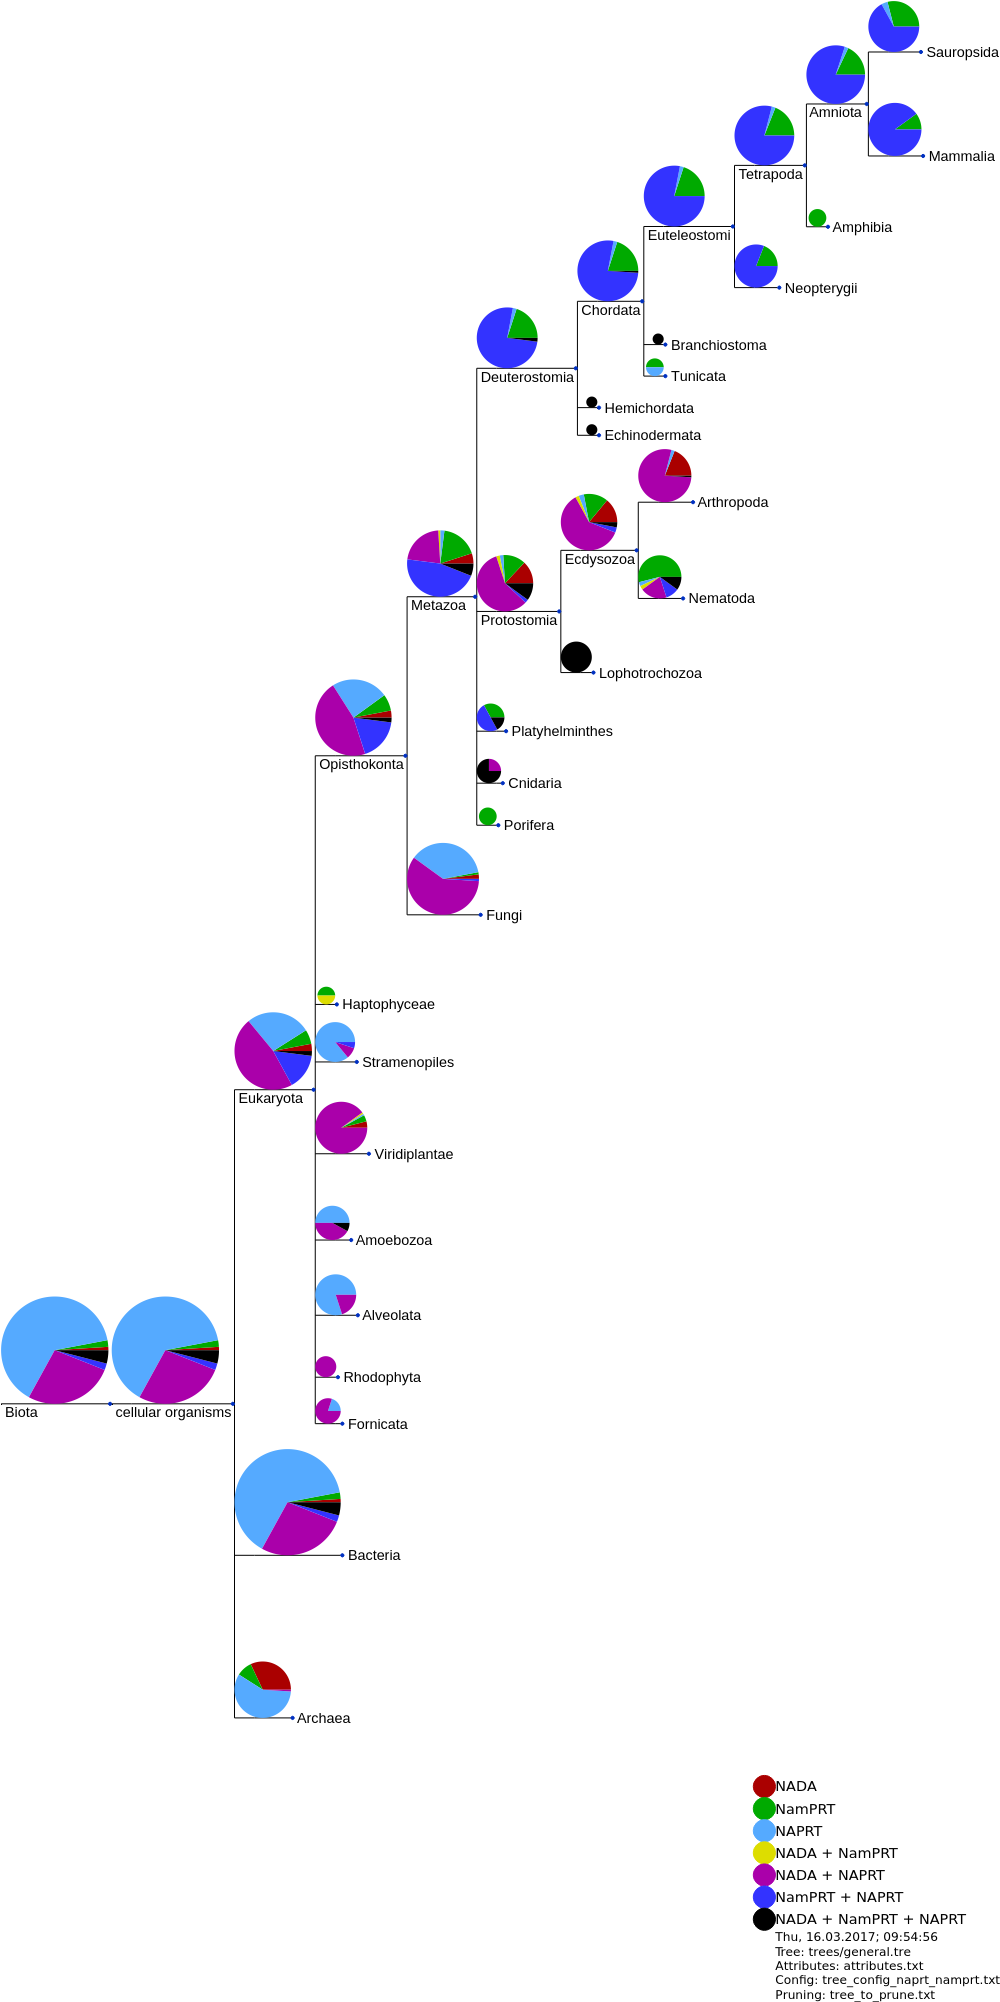 Sauropsida
Amniota
Mammalia
Tetrapoda
Amphibia
Euteleostomi
Neopterygii
Chordata
Branchiostoma
Deuterostomia
Tunicata
Hemichordata
Echinodermata
Arthropoda
Ecdysozoa
Nematoda
Metazoa
Protostomia
Lophotrochozoa
Platyhelminthes
Opisthokonta
Cnidaria
Porifera
Fungi
Haptophyceae
Stramenopiles
Eukaryota
Viridiplantae
Amoebozoa
Alveolata
Rhodophyta
Biota
cellular organisms
Fornicata
Bacteria
Archaea
NADA
NamPRT
NAPRT
NADA + NamPRT
NADA + NAPRT
NamPRT + NAPRT
NADA + NamPRT + NAPRT
Thu, 16.03.2017; 09:54:56
Tree: trees/general.tre
Attributes: attributes.txt
Config: tree_config_naprt_namprt.txt
Pruning: tree_to_prune.txt